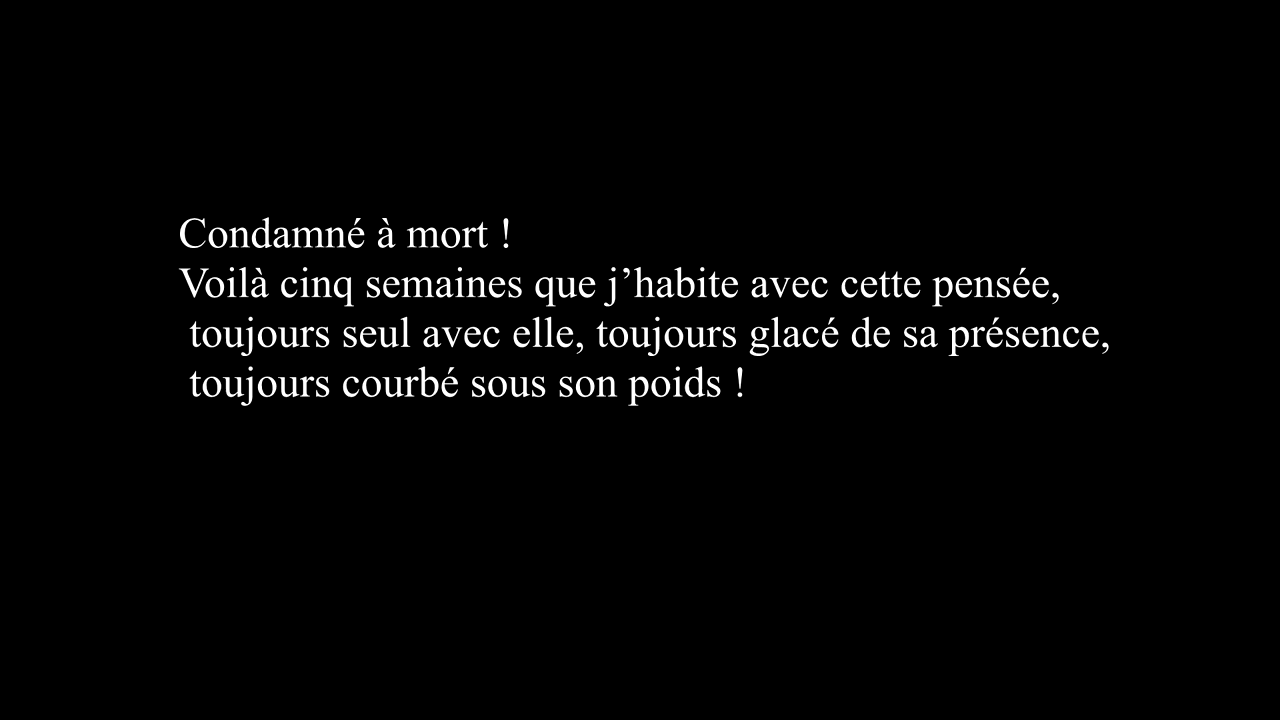 Condamné à mort !
Voilà cinq semaines que j’habite avec cette pensée,
toujours seul avec elle, toujours glacé de sa présence,
toujours courbé sous son poids !